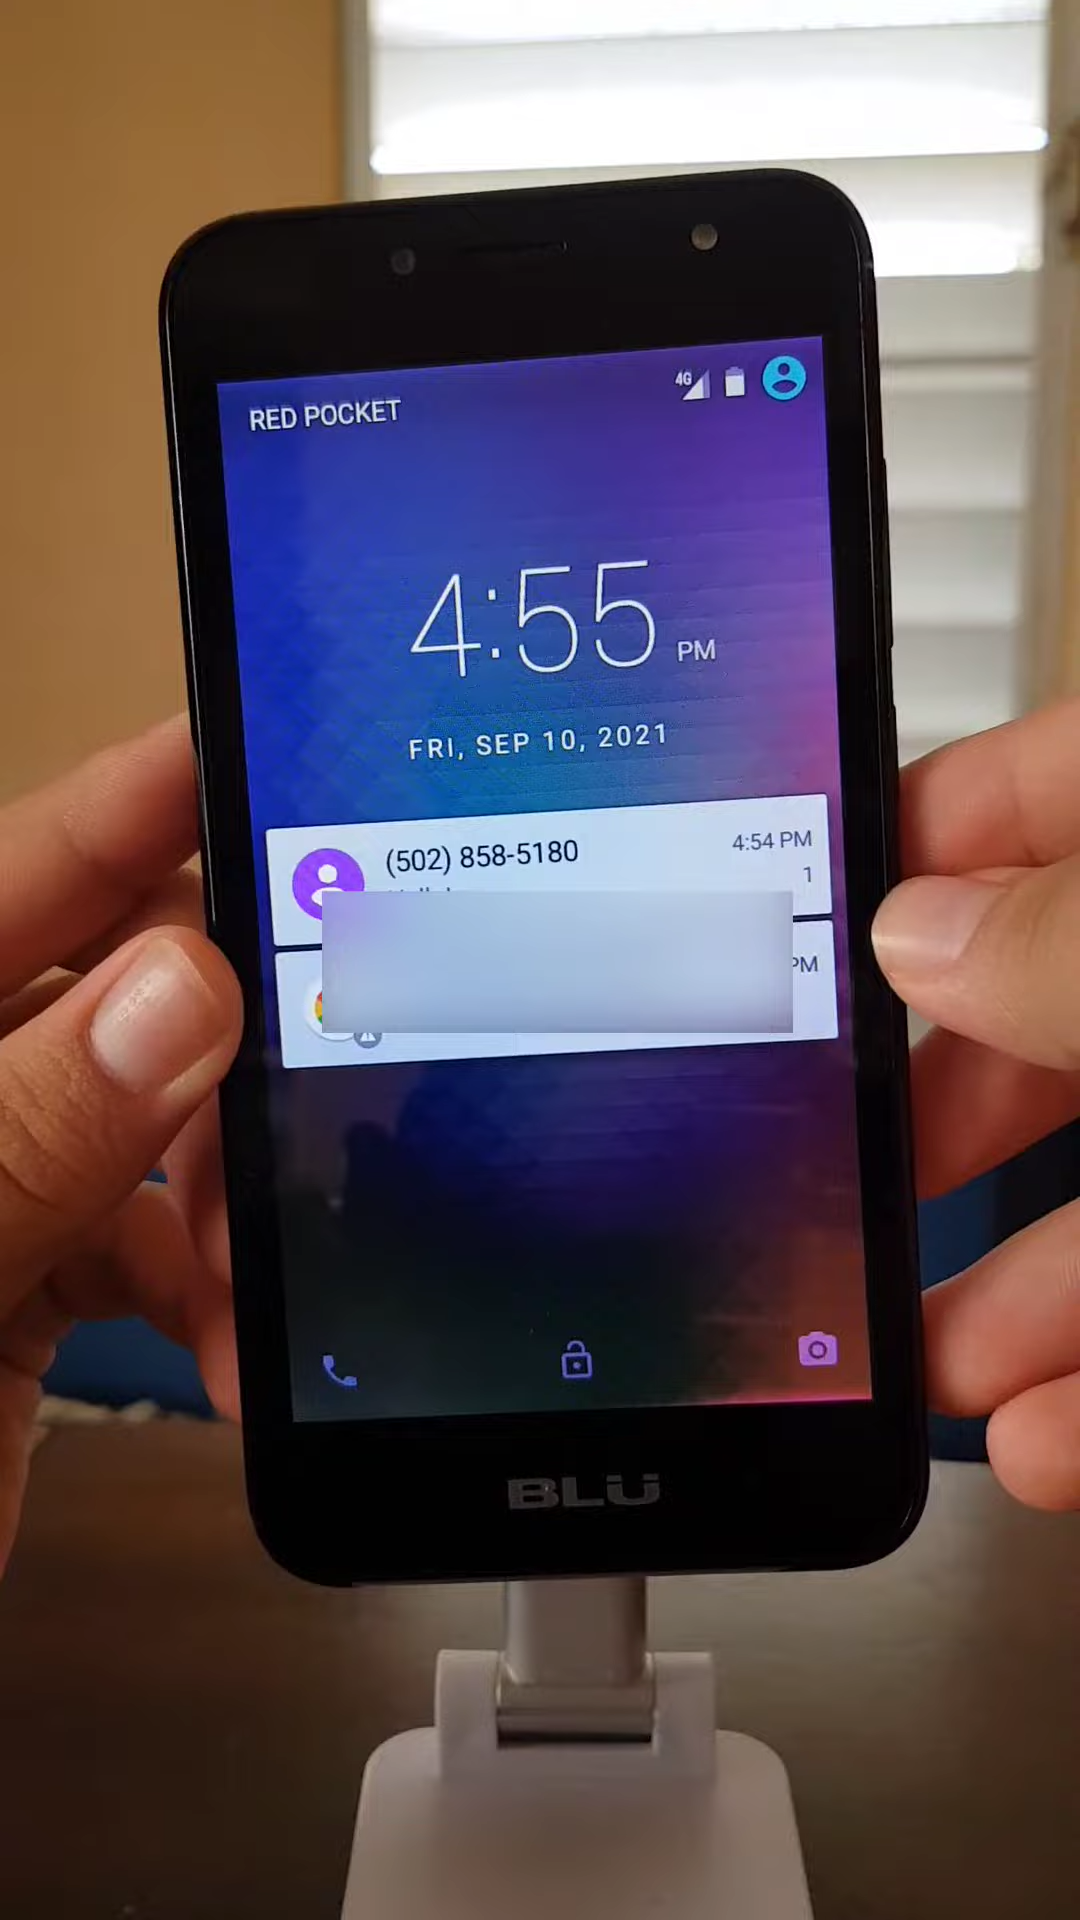 RED POCKET
4G
4:55 PM
FRI, SEP 10, 2021
(502) 858-5180
4:54 PM
1
PM
BLU